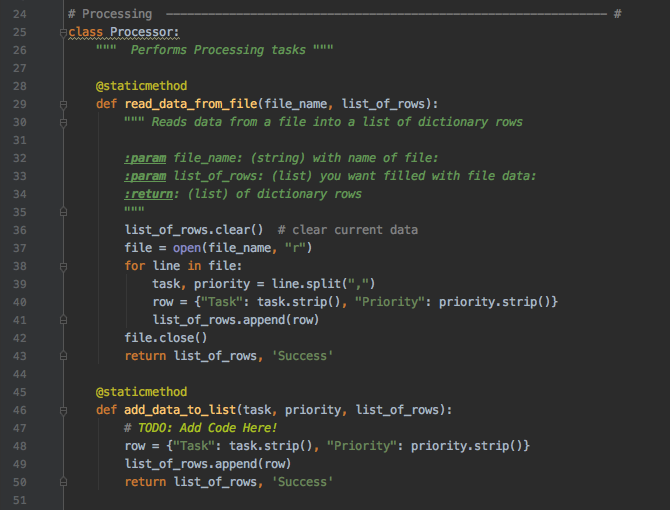 24 # Processing ——————————————————————————————— #
25 class Processor:
26     """  Performs Processing tasks """
27
28     @staticmethod
29     def read_data_from_file(file_name, list_of_rows):
30         """ Reads data from a file into a list of dictionary rows
31
32         :param file_name: (string) with name of file:
33         :param list_of_rows: (list) you want filled with file data:
34         :return: (list) of dictionary rows
35         """
36         list_of_rows.clear()  # clear current data
37         file = open(file_name, "r")
38         for line in file:
39             task, priority = line.split(",")
40             row = {"Task": task.strip(), "Priority": priority.strip()}
41             list_of_rows.append(row)
42         file.close()
43         return list_of_rows, 'Success'
44
45     @staticmethod
46     def add_data_to_list(task, priority, list_of_rows):
47         # TODO: Add Code Here!
48         row = {"Task": task.strip(), "Priority": priority.strip()}
49         list_of_rows.append(row)
50         return list_of_rows, 'Success'
51